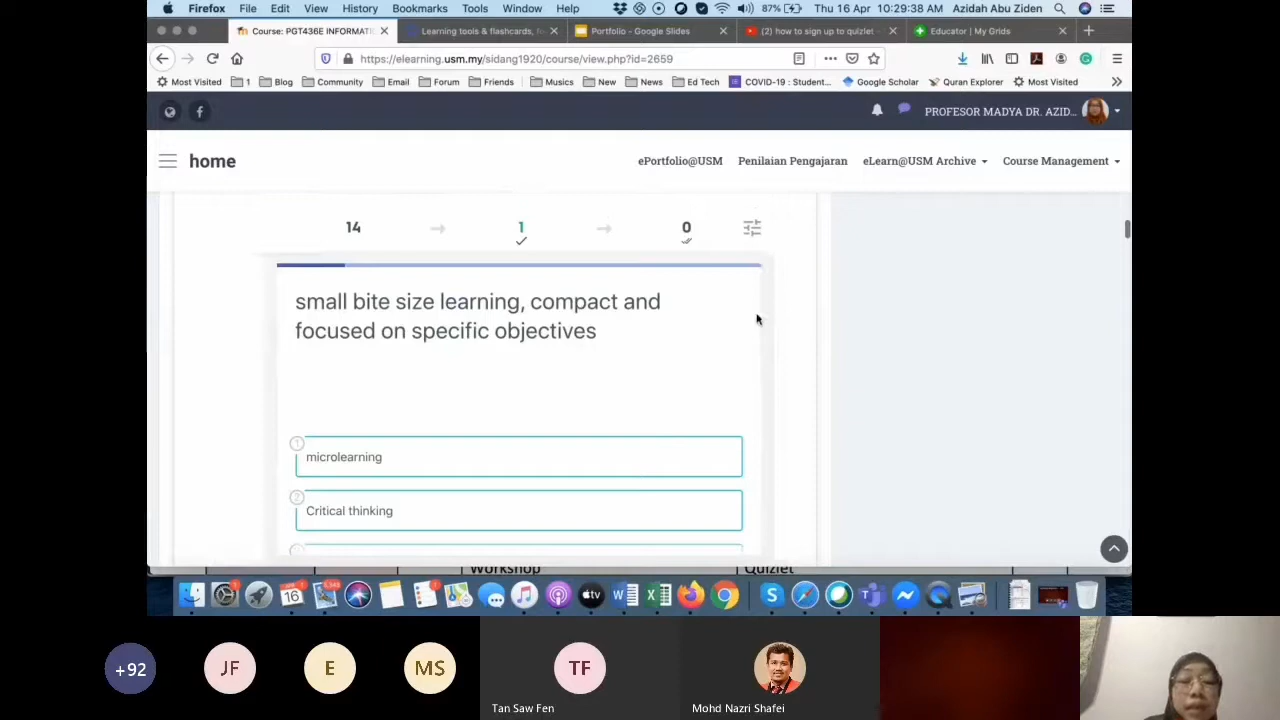 Firefox File Edit View History Bookmarks Tools Window Help 87% Thu 16 Apr 10:29:38 AM Azidah Abu Ziden
Course: PGT436E INFORMATI Learning tools & flashcards, f Portfolio - Google Slides (2) how to sign up to quizlet - Educator | My Grids
https://elearning.usm.my/sidang1920/course/view.php?id=2659
Most Visited 1 Blog Community Email Forum Friends Musics New News Ed Tech COVID-19 : Student... Google Scholar Quran Explorer Most Visited
PROFESOR MADYA DR. AZID...
home ePortfolio@USM Penilaian Pengajaran eLearn@USM Archive Course Management
14 1 0
small bite size learning, compact and
focused on specific objectives
1
microlearning
2
Critical thinking
Workshop Quizlet
16 tv
+92 JF E MS TF
Tan Saw Fen Mohd Nazri Shafei